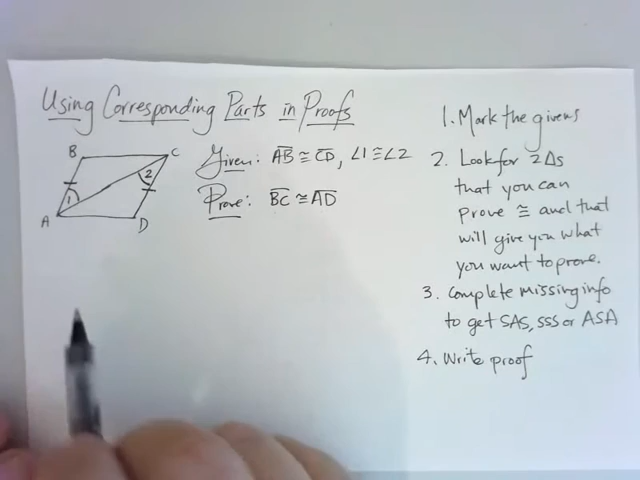 Using Corresponding Parts in Proofs
B
C
1
2
A
D
Given: AB ≅ CD, ∠1 ≅ ∠2
Prove: BC ≅ AD
1. Mark the givens
2. Look for 2 Δs
that you can
prove ≅ and that
will give you what
you want to prove.
3. Complete missing info
to get SAS, SSS or ASA
4. Write proof